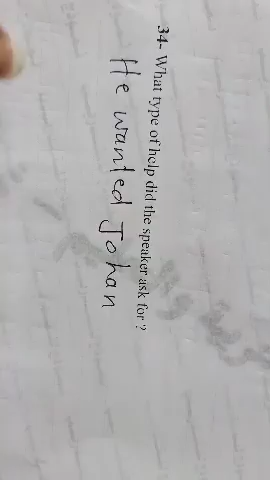 34- What type of help did the speaker ask for ?
He wanted Johan